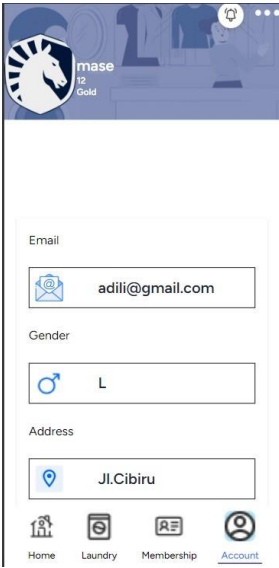 mase
12
Gold
Email
adili@gmail.com
Gender
L
Address
Jl.Cibiru
Home Laundry Membership Account